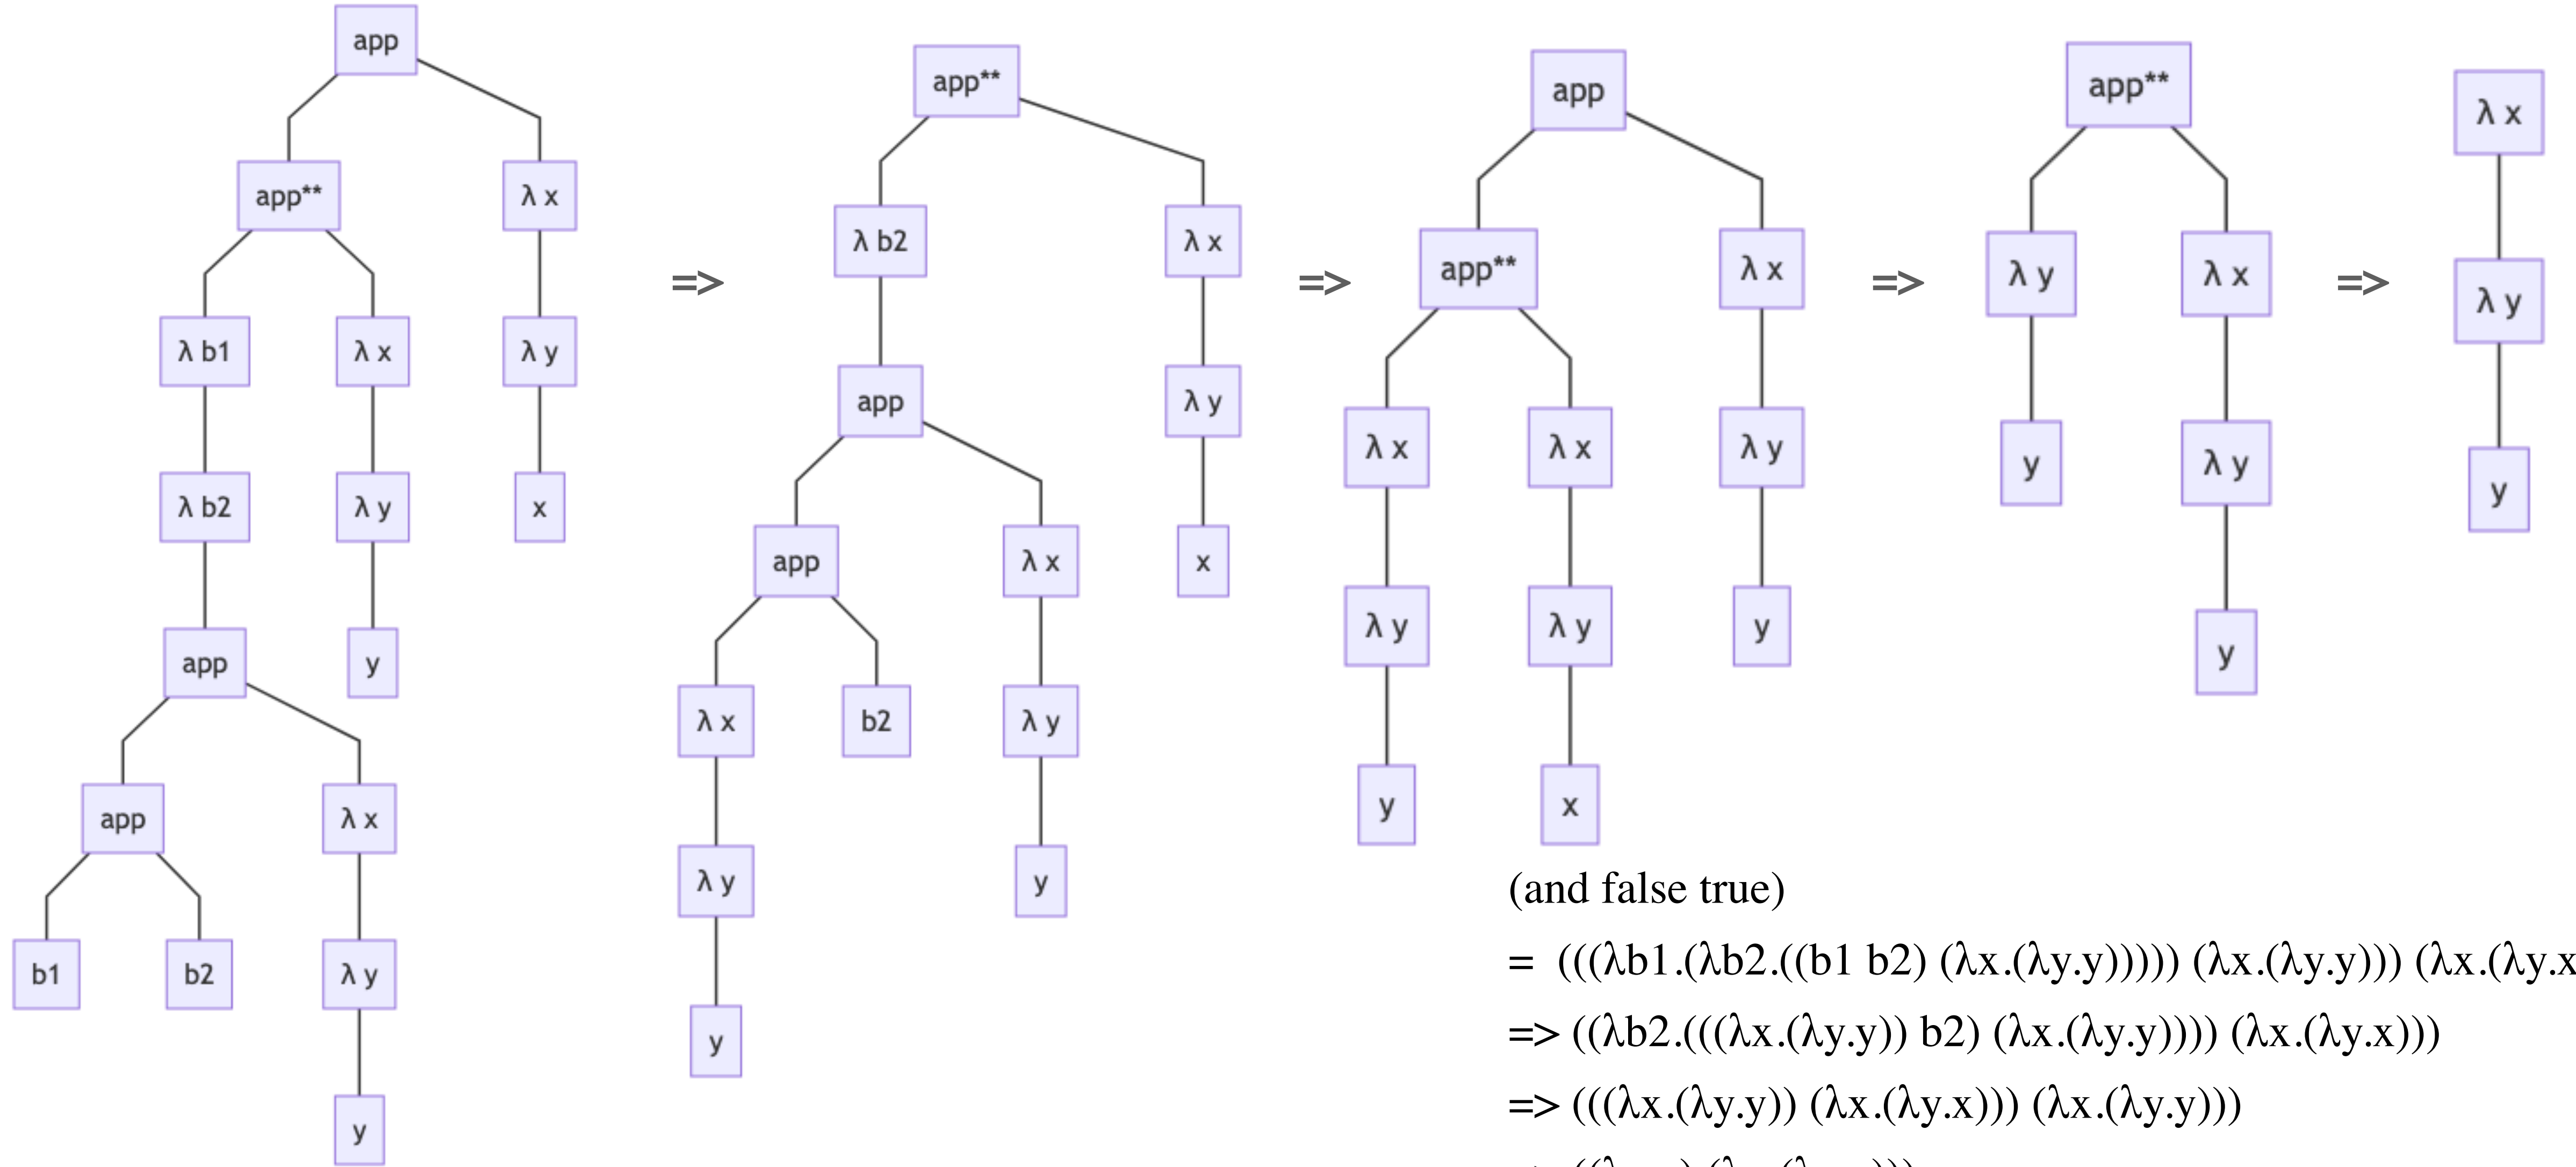 app
app** λ x
λ b1 λ x λ y
λ b2 λ y x
app y
app λ x
b1 b2 λ y
y
=>
app**
λ b2 λ x
app λ y
app λ x x
λ x b2 λ y
λ y y
y
=>
app
app** λ x
λ x λ x λ y
λ y λ y y
y x
=>
app**
λ y λ x
y λ y
y
=>
λ x
λ y
y
(and false true)
= (((λb1.(λb2.((b1 b2) (λx.(λy.y))))) (λx.(λy.y))) (λx.(λy.x
=> ((λb2.(((λx.(λy.y)) b2) (λx.(λy.y)))) (λx.(λy.x)))
=> (((λx.(λy.y)) (λx.(λy.x))) (λx.(λy.y)))